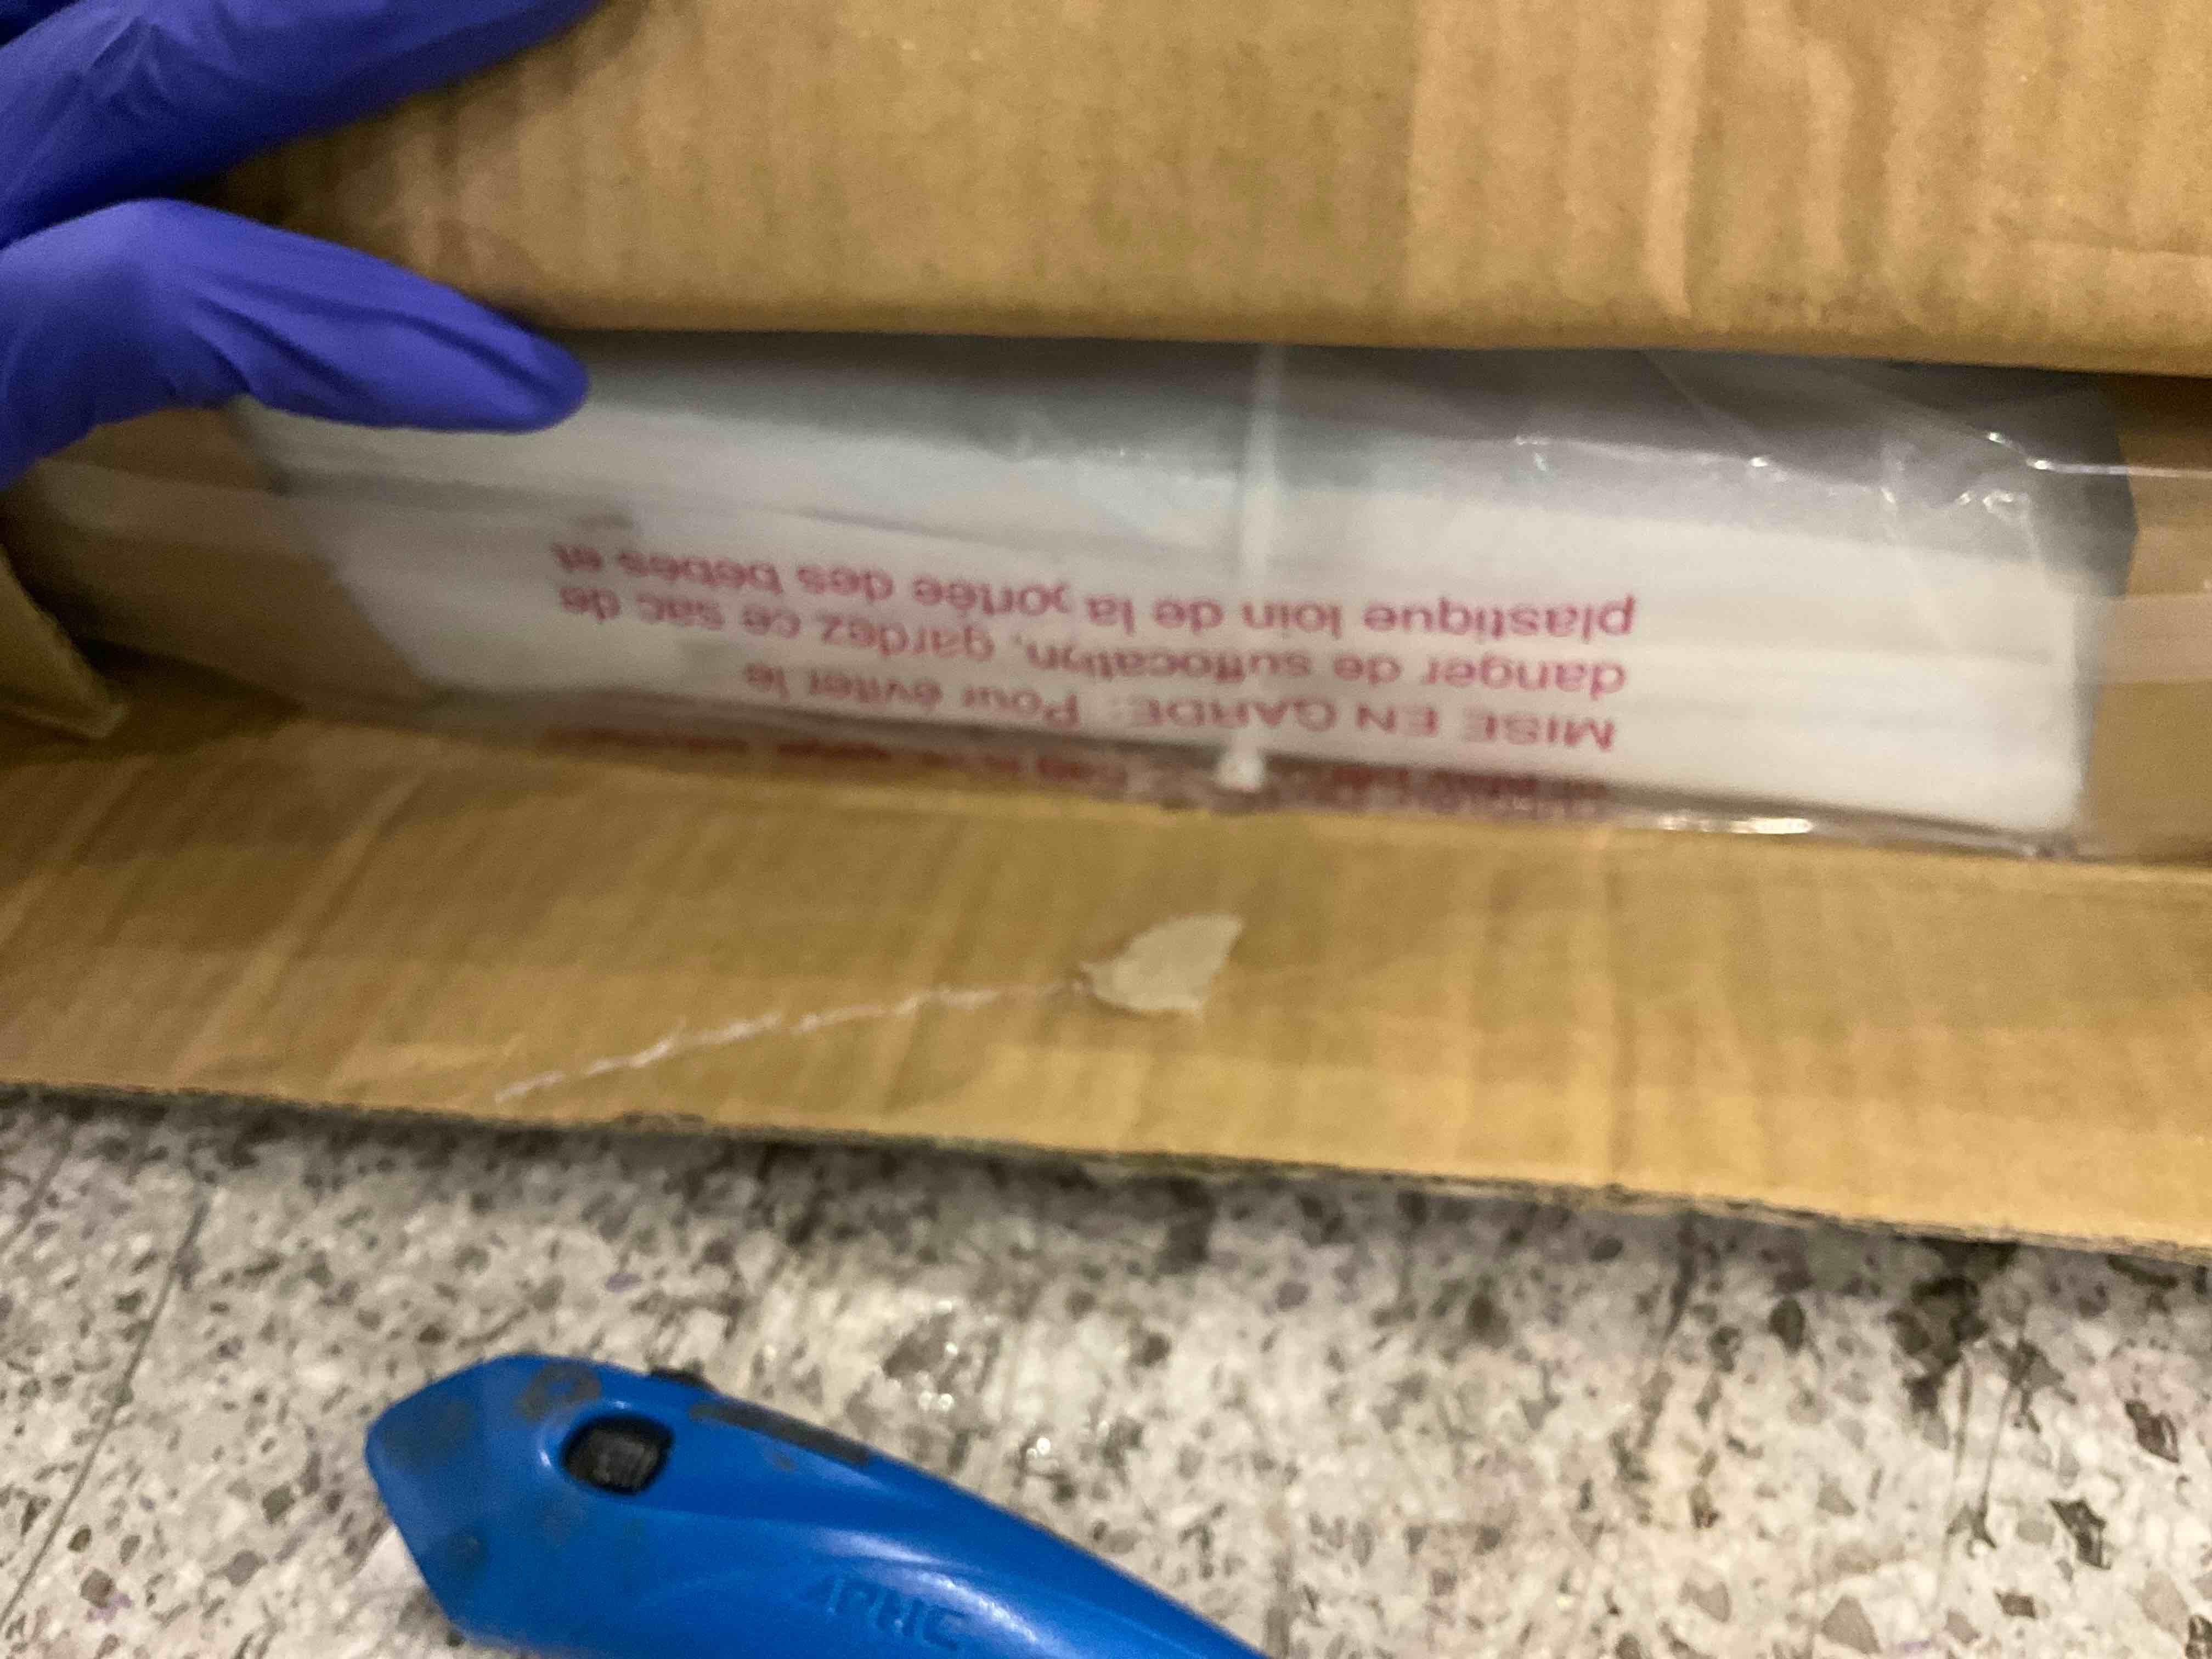 MISE EN GARDE: Pour éviter le
danger de suffocation, gardez ce sac de
plastique loin de la portée des bébés et